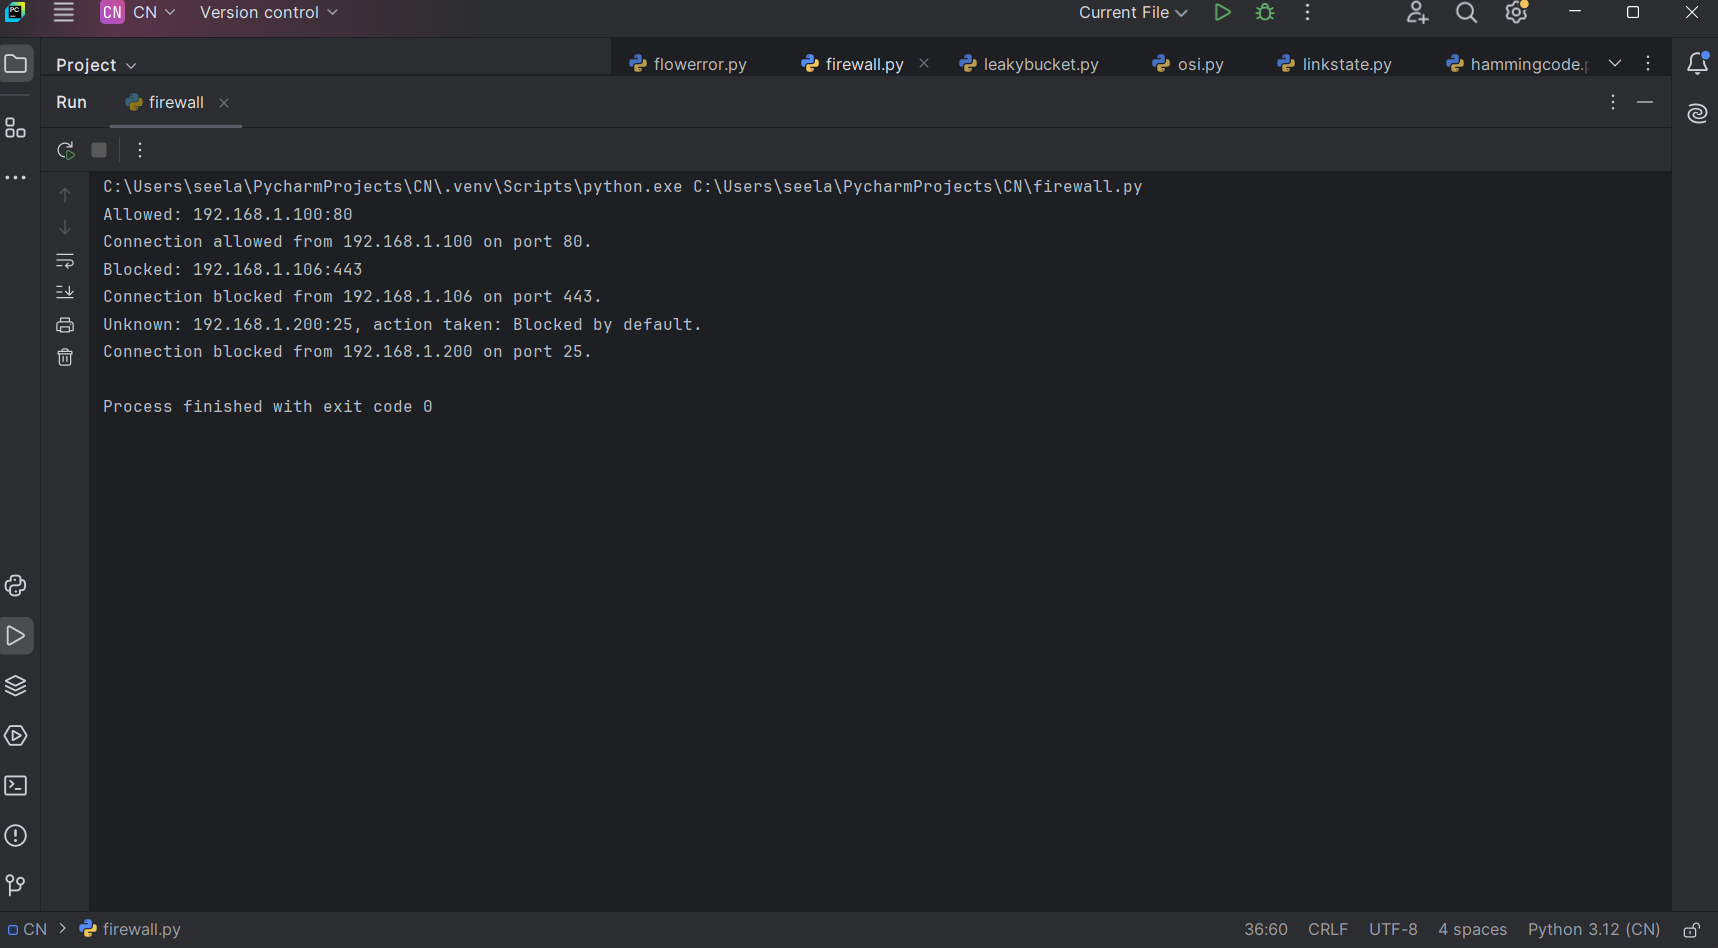 PC CN CN Version control Current File
Project flowerror.py firewall.py leakybucket.py osi.py linkstate.py hammingcode.
Run firewall
C:\Users\seela\PycharmProjects\CN\.venv\Scripts\python.exe C:\Users\seela\PycharmProjects\CN\firewall.py
Allowed: 192.168.1.100:80
Connection allowed from 192.168.1.100 on port 80.
Blocked: 192.168.1.106:443
Connection blocked from 192.168.1.106 on port 443.
Unknown: 192.168.1.200:25, action taken: Blocked by default.
Connection blocked from 192.168.1.200 on port 25.
Process finished with exit code 0
CN > firewall.py 36:60 CRLF UTF-8 4 spaces Python 3.12 (CN)